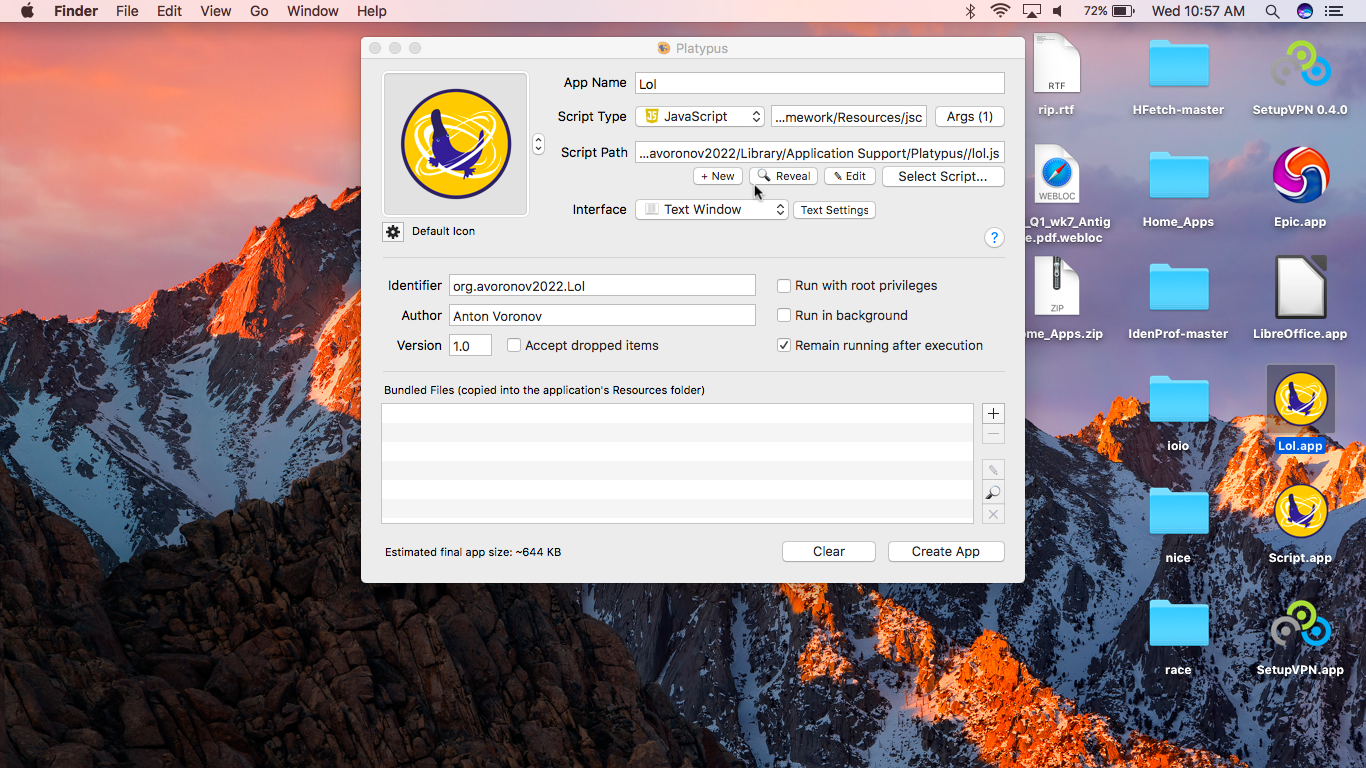 Finder File Edit View Go Window Help 72% Wed 10:57 AM
Platypus
App Name Lol
Script Type JS JavaScript ...mework/Resources/jsc Args (1)
Script Path ...avoronov2022/Library/Application Support/Platypus//lol.js
+ New Reveal Edit Select Script...
Interface Text Window Text Settings
Default Icon ?
Identifier org.avoronov2022.Lol Run with root privileges
Author Anton Voronov Run in background
Version 1.0 Accept dropped items Remain running after execution
Bundled Files (copied into the application's Resources folder)
Estimated final app size: ~644 KB Clear Create App
RTF
rip.rtf HFetch-master SetupVPN 0.4.0
WEBLOC
_Q1_wk7_Antig
e.pdf.webloc Home_Apps Epic.app
ZIP
me_Apps.zip IdenProf-master LibreOffice.app
ioio Lol.app
nice Script.app
race SetupVPN.app